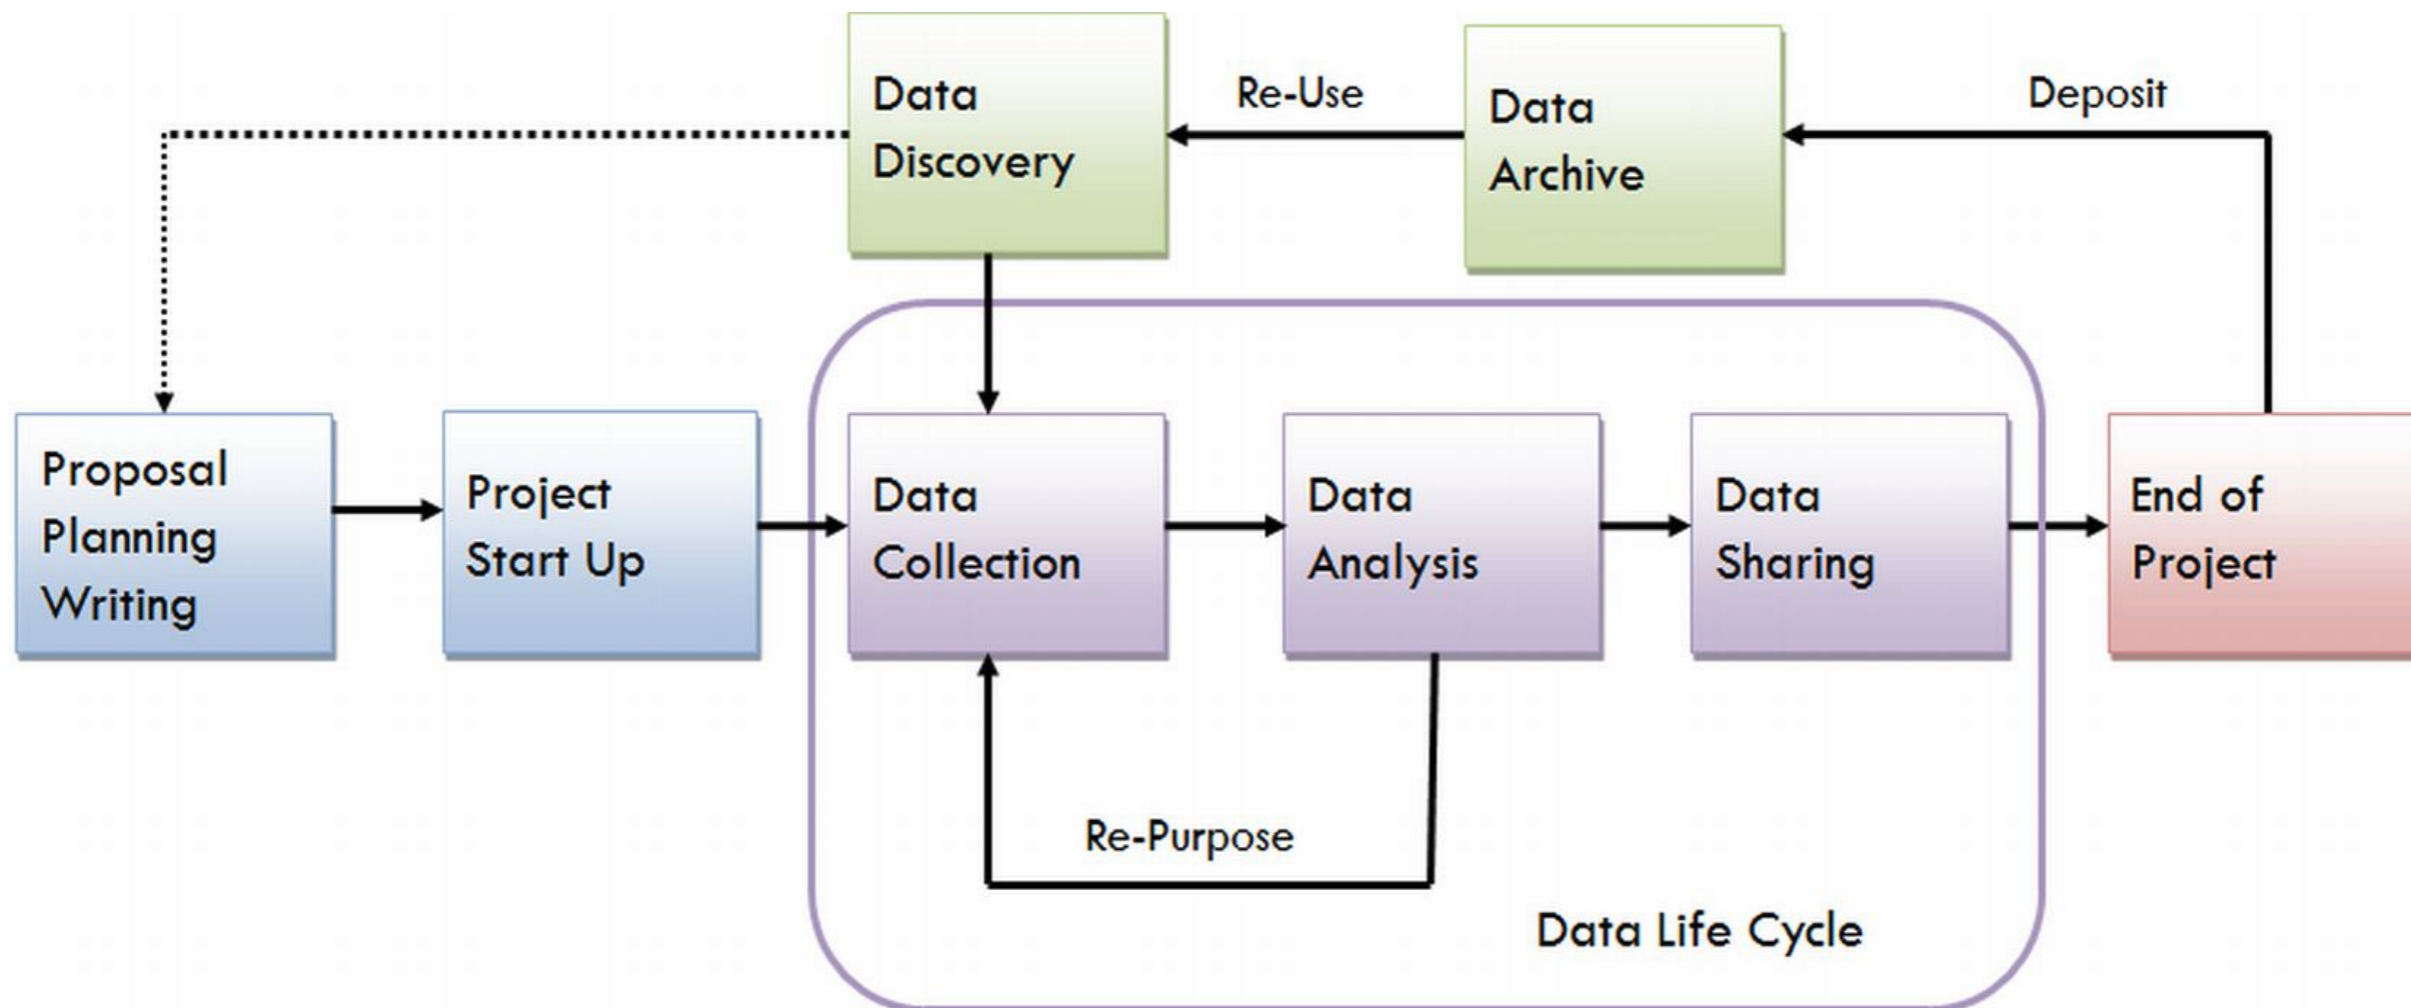 Data
Discovery
Re-Use
Data
Archive
Deposit
Proposal
Planning
Writing
Project
Start Up
Data
Collection
Data
Analysis
Data
Sharing
End of
Project
Re-Purpose
Data Life Cycle